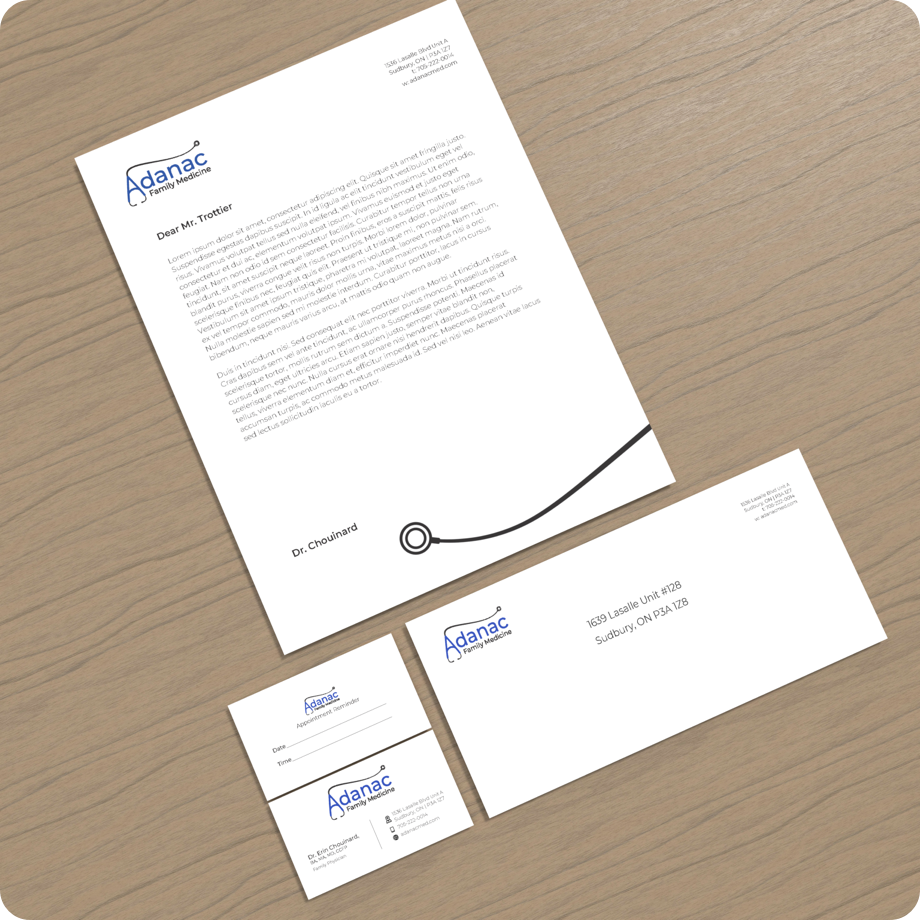 1536 Lasalle Blvd Unit A
Sudbury, ON | P3A 1Z7
t: 705-222-0014
w: adanacmed.com
Adanac
Family Medicine
Dear Mr. Trottier
Lorem ipsum dolor sit amet, consectetur adipiscing elit. Quisque sit amet fringilla justo.
Suspendisse egestas dapibus suscipit. In id ligula ac elit tincidunt vestibulum eget vel
risus. Vivamus volutpat tellus sed nulla eleifend, vel finibus nibh maximus. Ut enim odio,
consectetur et dui ac, elementum volutpat ipsum. Vivamus euismod et justo eget
feugiat. Nam non odio id sem consectetur facilisis. Curabitur tempor tellus non urna
tincidunt, sit amet suscipit neque laoreet. Proin finibus, eros a suscipit mattis, felis risus
blandit purus, viverra congue velit risus non turpis. Morbi lorem dolor, pulvinar
scelerisque finibus nec, feugiat quis elit. Praesent ut tristique mi, non pulvinar sem.
Vestibulum sit amet ipsum tristique, pharetra mi volutpat, laoreet magna. Nam rutrum,
ex vel tempor commodo, mauris dolor mollis urna, vitae maximus metus nisi a orci.
Nulla molestie sapien sed mi molestie interdum. Curabitur porttitor, lacus in cursus
bibendum, neque mauris varius arcu, at mattis odio quam non augue.
Duis in tincidunt nisi. Sed consequat elit nec porttitor viverra. Morbi ut tincidunt risus.
Cras dapibus sem vel ante tincidunt, ac ullamcorper purus rhoncus. Phasellus placerat
scelerisque tortor, mollis rutrum sem dictum a. Suspendisse potenti. Maecenas id
cursus diam, eget ultricies arcu. Etiam sapien justo, semper vitae blandit non,
scelerisque nec nunc. Nulla cursus erat ornare nisi hendrerit dapibus. Quisque turpis
tellus, viverra elementum diam et, efficitur imperdiet nunc. Maecenas placerat
accumsan turpis, ac commodo metus malesuada id. Sed vel nisi leo. Aenean vitae lacus
sed lectus sollicitudin iaculis eu a tortor.
Dr. Chouinard
1536 Lasalle Blvd Unit A
Sudbury, ON | P3A 1Z7
t: 705-222-0014
w: adanacmed.com
Adanac
Family Medicine
1639 Lasalle Unit #128
Sudbury, ON P3A 1Z8
Adanac
Family Medicine
Appointment Reminder
Date
Time
Adanac
Family Medicine
Dr. Erin Chouinard,
Family Physician
1536 Lasalle Blvd Unit A
Sudbury, ON | P3A 1Z7
705-222-0014
adanacmed.com